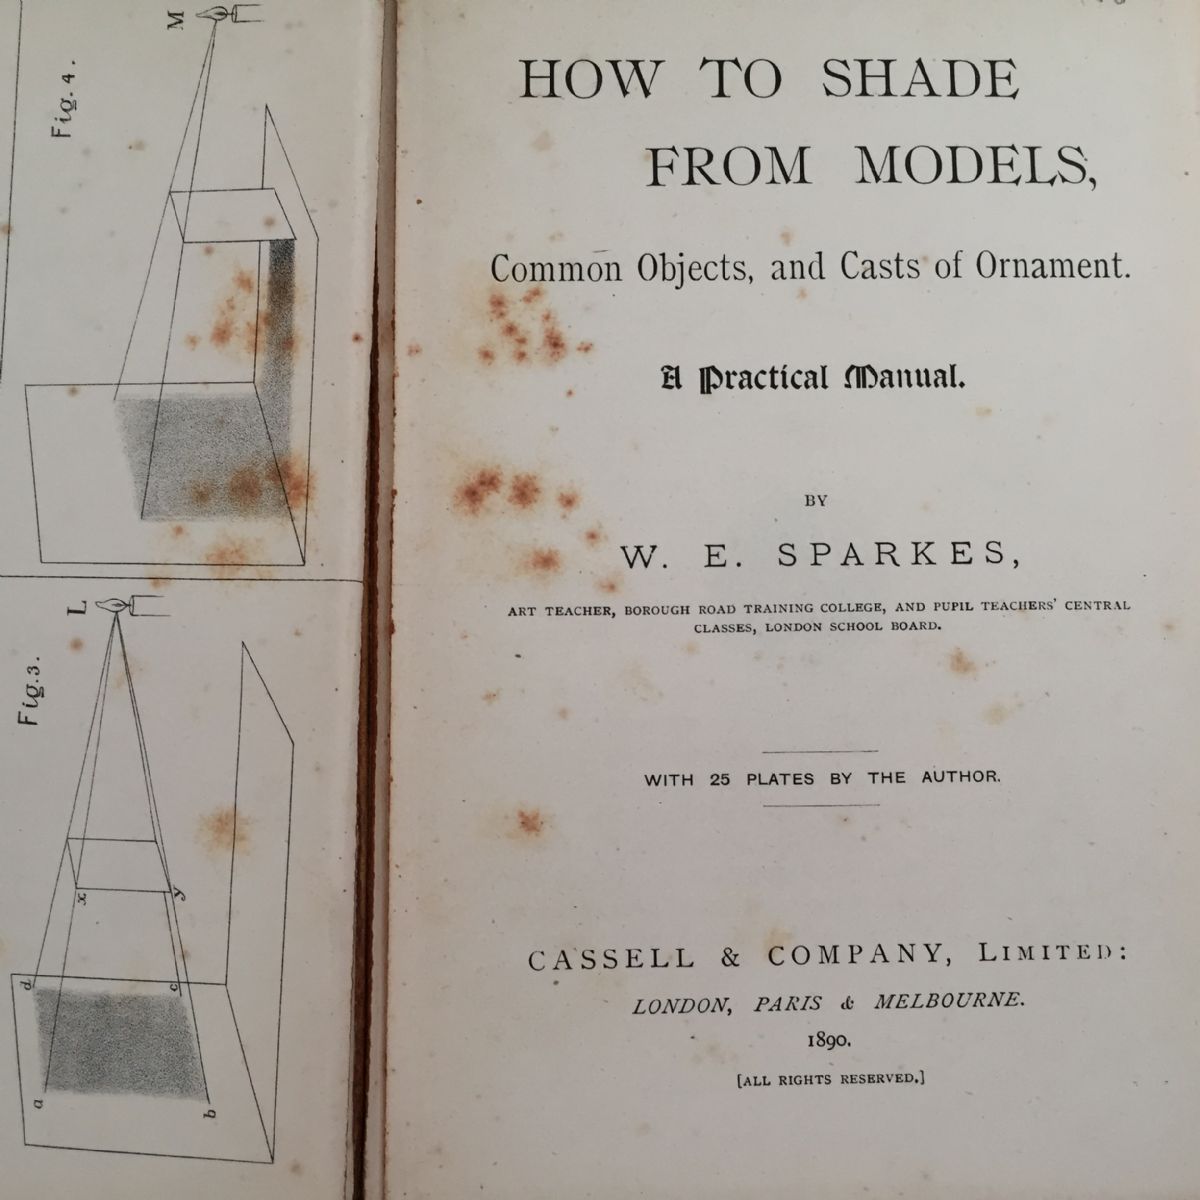 M
Fig. 4.
L
Fig. 3.
x
y
d
c
a
b
HOW TO SHADE
FROM MODELS,
Common Objects, and Casts of Ornament.
A Practical Manual.
BY
W. E. SPARKES,
ART TEACHER, BOROUGH ROAD TRAINING COLLEGE, AND PUPIL TEACHERS' CENTRAL
CLASSES, LONDON SCHOOL BOARD.
WITH 25 PLATES BY THE AUTHOR.
CASSELL & COMPANY, LIMITED:
LONDON, PARIS & MELBOURNE.
1890.
[ALL RIGHTS RESERVED.]